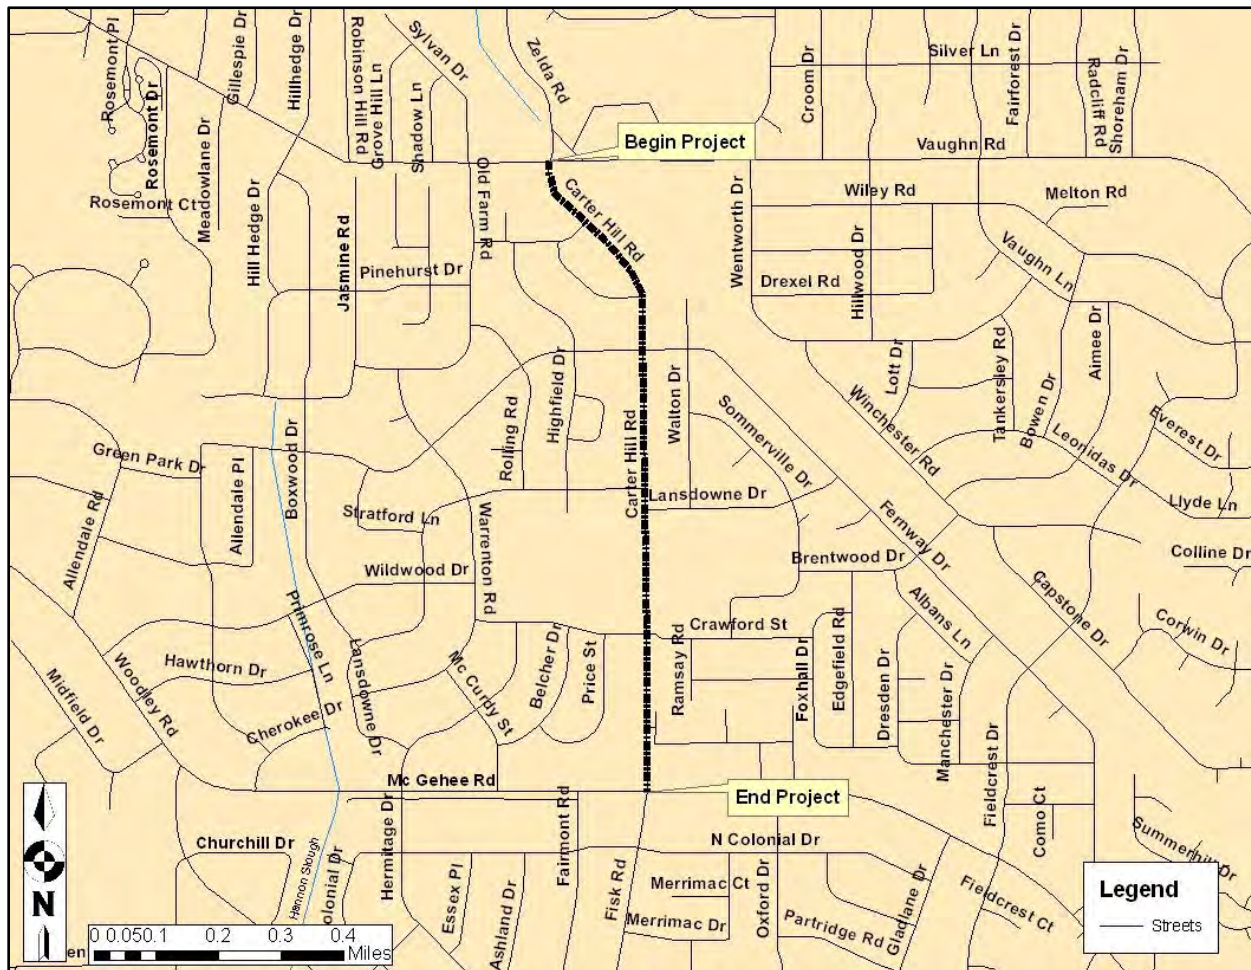 Rosemont Pl
Gillespie Dr
Hillhedge Dr
Robinson Hill Rd
Grove Hill Ln
Shadow Ln
Sylvan Dr
Zelda Rd
Croom Dr
Silver Ln
Fairforest Dr
Radcliff Rd
Shoreham Dr
Rosemont Dr
Meadowlane Dr
Begin Project
Vaughn Rd
Rosemont Ct
Hill Hedge Dr
Jasmine Rd
Old Farm Rd
Carter Hill Rd
Wentworth Dr
Wiley Rd
Melton Rd
Pinehurst Dr
Drexel Rd
Hillwood Dr
Vaughn Ln
Highfield Dr
Rolling Rd
Walton Dr
Sommerville Dr
Lott Dr
Winchester Rd
Tankersley Rd
Bowen Dr
Aimee Dr
Everest Dr
Leonidas Dr
Llyde Ln
Green Park Dr
Allendale Pl
Boxwood Dr
Allendale Rd
Stratford Ln
Warrenton Rd
Carter Hill Rd
Lansdowne Dr
Fernway Dr
Colline Dr
Wildwood Dr
Brentwood Dr
Albans Ln
Capstone Dr
Corwin Dr
Primrose Ln
Lansdowne Dr
Hawthorn Dr
Woodley Rd
Midfield Dr
Cherokee Dr
Mc Curdy St
Belcher Dr
Price St
Ramsay Rd
Crawford St
Foxhall Dr
Edgefield Rd
Dresden Dr
Manchester Dr
Fieldcrest Dr
Mc Gehee Rd
End Project
Como Ct
Summerhill Dr
Churchill Dr
Hannon Slough
olonial Dr
Hermitage Dr
Essex Pl
Ashland Dr
Fairmont Rd
Fisk Rd
N Colonial Dr
Merrimac Ct
Merrimac Dr
Oxford Dr
Partridge Rd
Gladlane Dr
Fieldcrest Ct
N
0 0.050.1 0.2 0.3 0.4
Miles
en
Legend
Streets